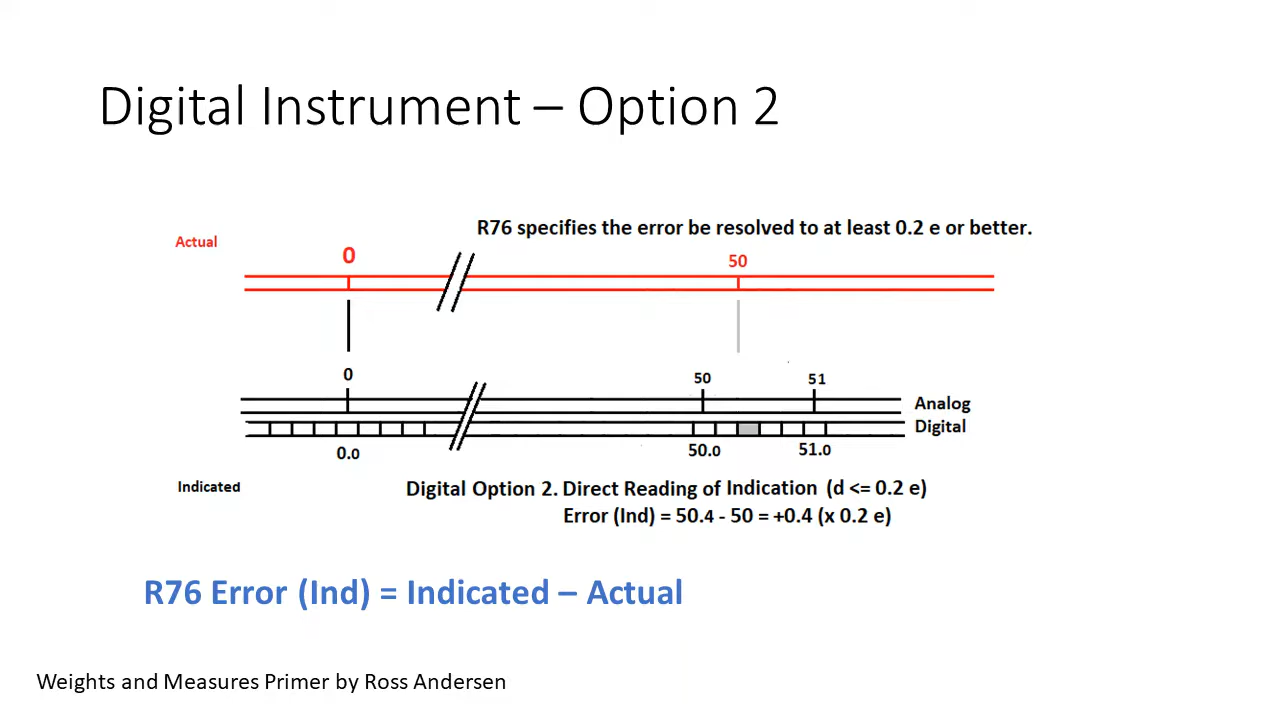 Digital Instrument – Option 2
R76 specifies the error be resolved to at least 0.2 e or better.
Actual
0
50
0
50
51
Analog
Digital
0.0
50.0
51.0
Indicated
Digital Option 2. Direct Reading of Indication (d <= 0.2 e)
Error (Ind) = 50.4 - 50 = +0.4 (x 0.2 e)
R76 Error (Ind) = Indicated – Actual
Weights and Measures Primer by Ross Andersen